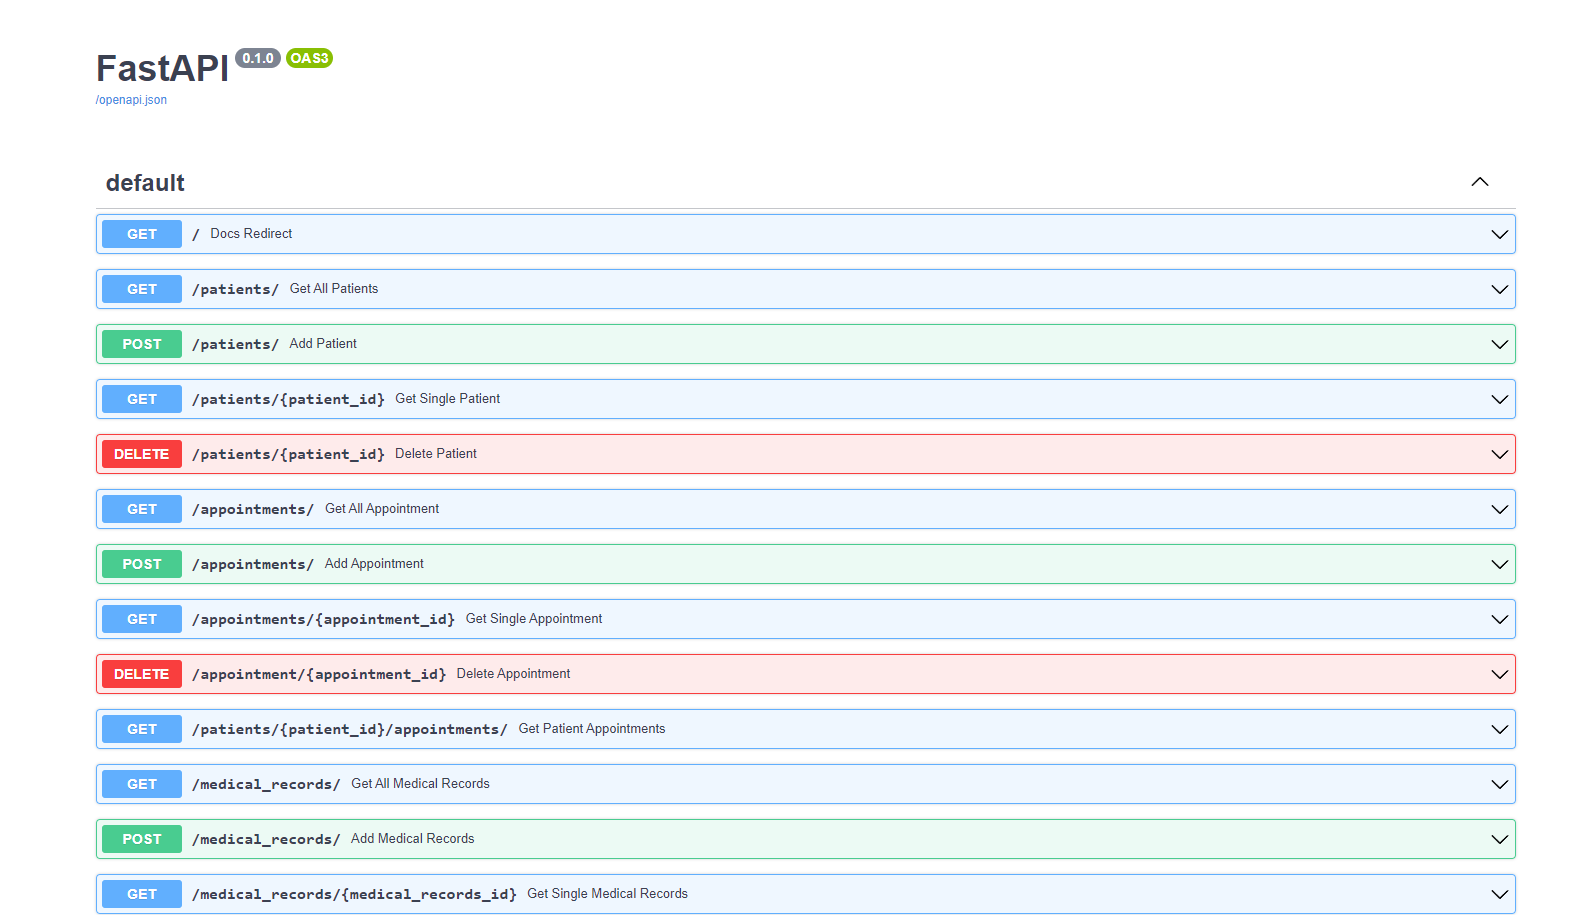 FastAPI 0.1.0 OAS3
/openapi.json
default
GET / Docs Redirect
GET /patients/ Get All Patients
POST /patients/ Add Patient
GET /patients/{patient_id} Get Single Patient
DELETE /patients/{patient_id} Delete Patient
GET /appointments/ Get All Appointment
POST /appointments/ Add Appointment
GET /appointments/{appointment_id} Get Single Appointment
DELETE /appointment/{appointment_id} Delete Appointment
GET /patients/{patient_id}/appointments/ Get Patient Appointments
GET /medical_records/ Get All Medical Records
POST /medical_records/ Add Medical Records
GET /medical_records/{medical_records_id} Get Single Medical Records